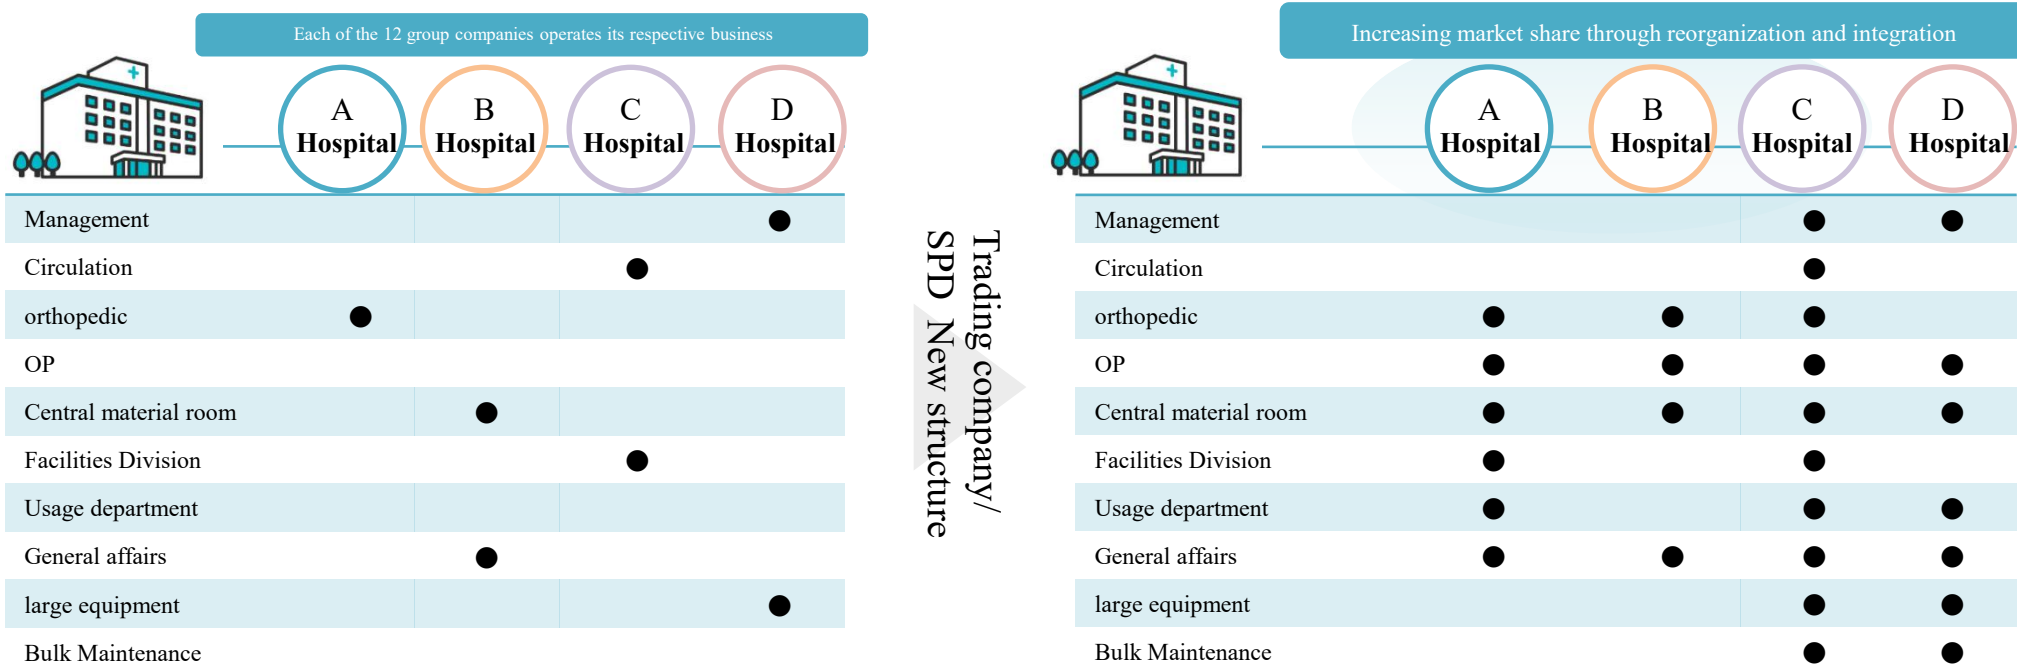 Each of the 12 group companies operates its respective business
A
Hospital
B
Hospital
C
Hospital
D
Hospital
Management
Circulation
orthopedic
OP
Central material room
Facilities Division
Usage department
General affairs
large equipment
Bulk Maintenance
Trading company/
SPD New structure
Increasing market share through reorganization and integration
A
Hospital
B
Hospital
C
Hospital
D
Hospital
Management
Circulation
orthopedic
OP
Central material room
Facilities Division
Usage department
General affairs
large equipment
Bulk Maintenance